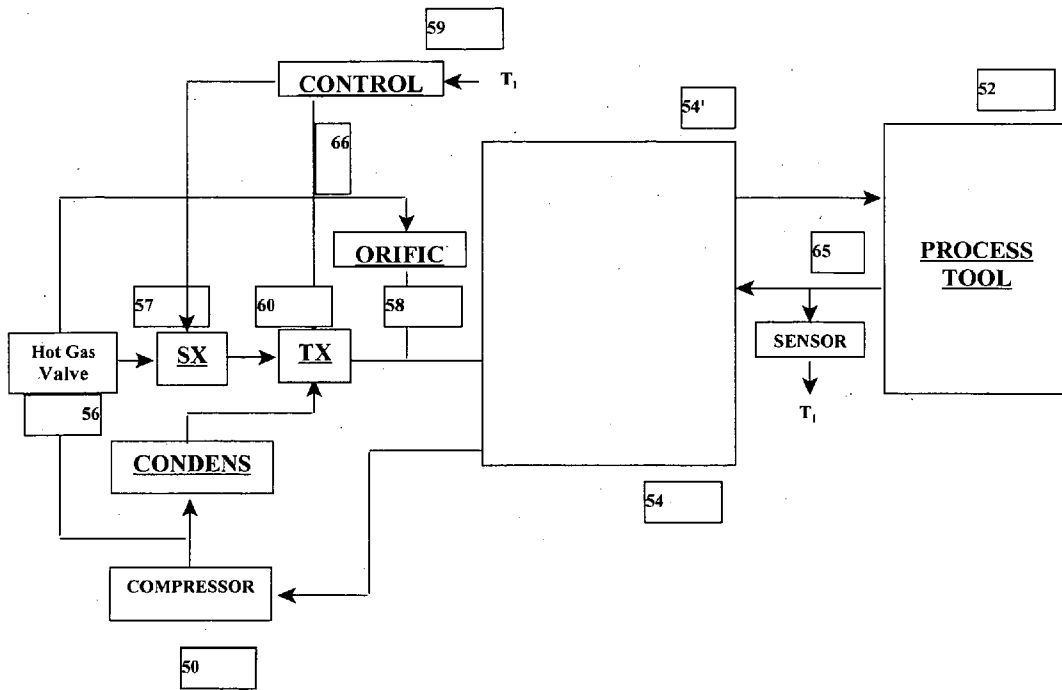 59
CONTROL
T₁
54'
52
66
ORIFIC
65
PROCESS
TOOL
57
60
58
Hot Gas
Valve
SX
TX
SENSOR
T₁
56
CONDENS
54
COMPRESSOR
50